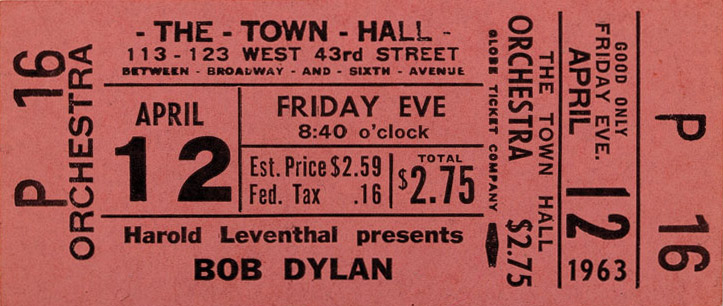 P 16
ORCHESTRA
- THE - TOWN - HALL -
113 - 123 WEST 43rd STREET
BETWEEN - BROADWAY - AND - SIXTH - AVENUE
APRIL
12
FRIDAY EVE
8:40 o'clock
Est. Price $2.59
Fed. Tax .16
TOTAL
$2.75
Harold Leventhal presents
BOB DYLAN
GLOBE TICKET COMPANY
ORCHESTRA $2.75
THE TOWN HALL
GOOD ONLY
FRIDAY EVE.
APRIL 12
1963
P 16